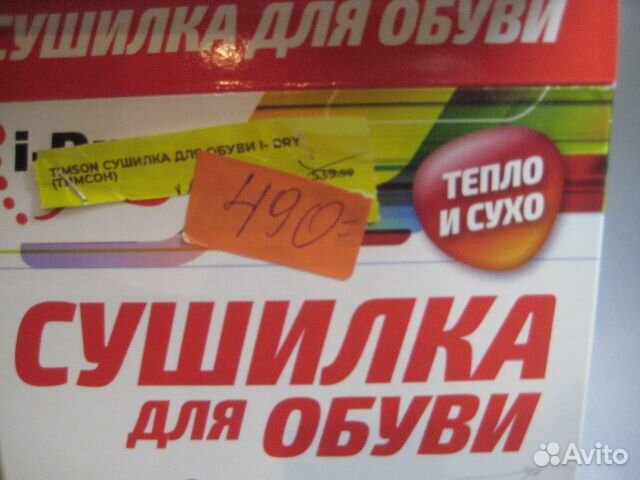 СУШИЛКА ДЛЯ ОБУВИ
TIMSON СУШИЛКА ДЛЯ ОБУВИ I- DRY
(ТИМСОН)
539.00
490=
ТЕПЛО
И СУХО
СУШИЛКА
ДЛЯ ОБУВИ
Avito